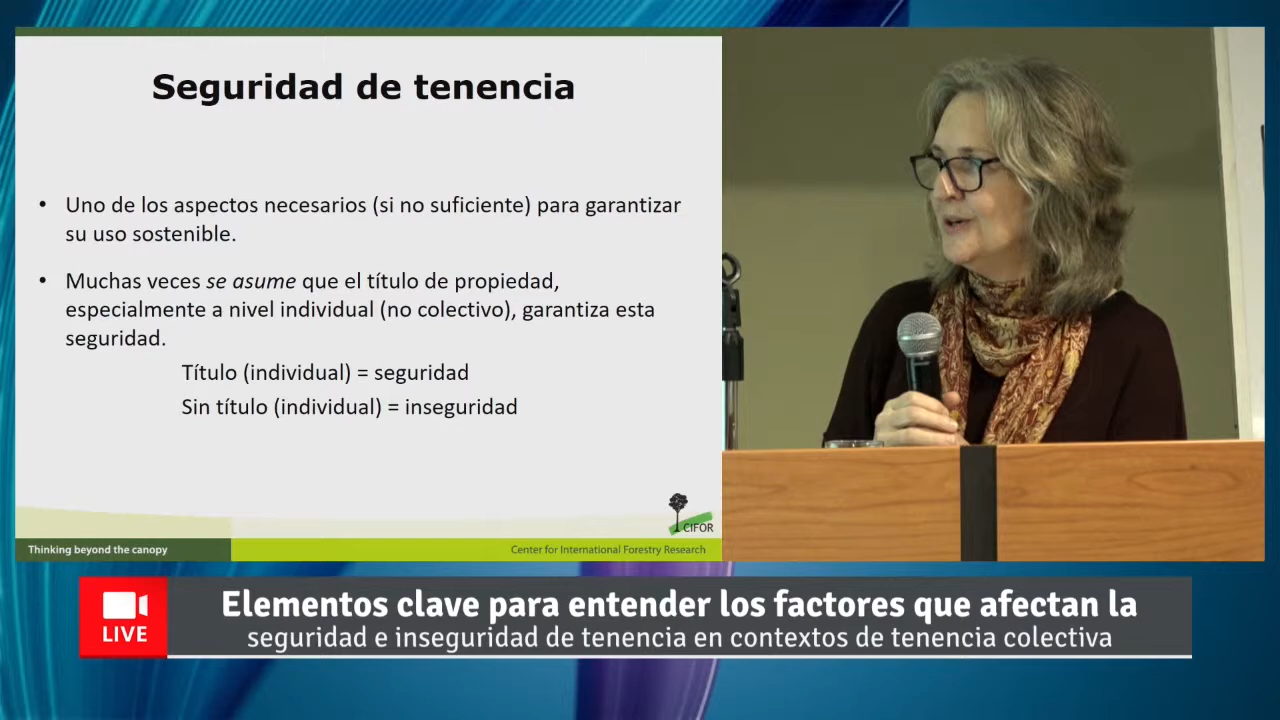 Seguridad de tenencia
• Uno de los aspectos necesarios (si no suficiente) para garantizar
su uso sostenible.
• Muchas veces se asume que el título de propiedad,
especialmente a nivel individual (no colectivo), garantiza esta
seguridad.
Título (individual) = seguridad
Sin título (individual) = inseguridad
CIFOR
Thinking beyond the canopy
Center for International Forestry Research
LIVE
Elementos clave para entender los factores que afectan la
seguridad e inseguridad de tenencia en contextos de tenencia colectiva